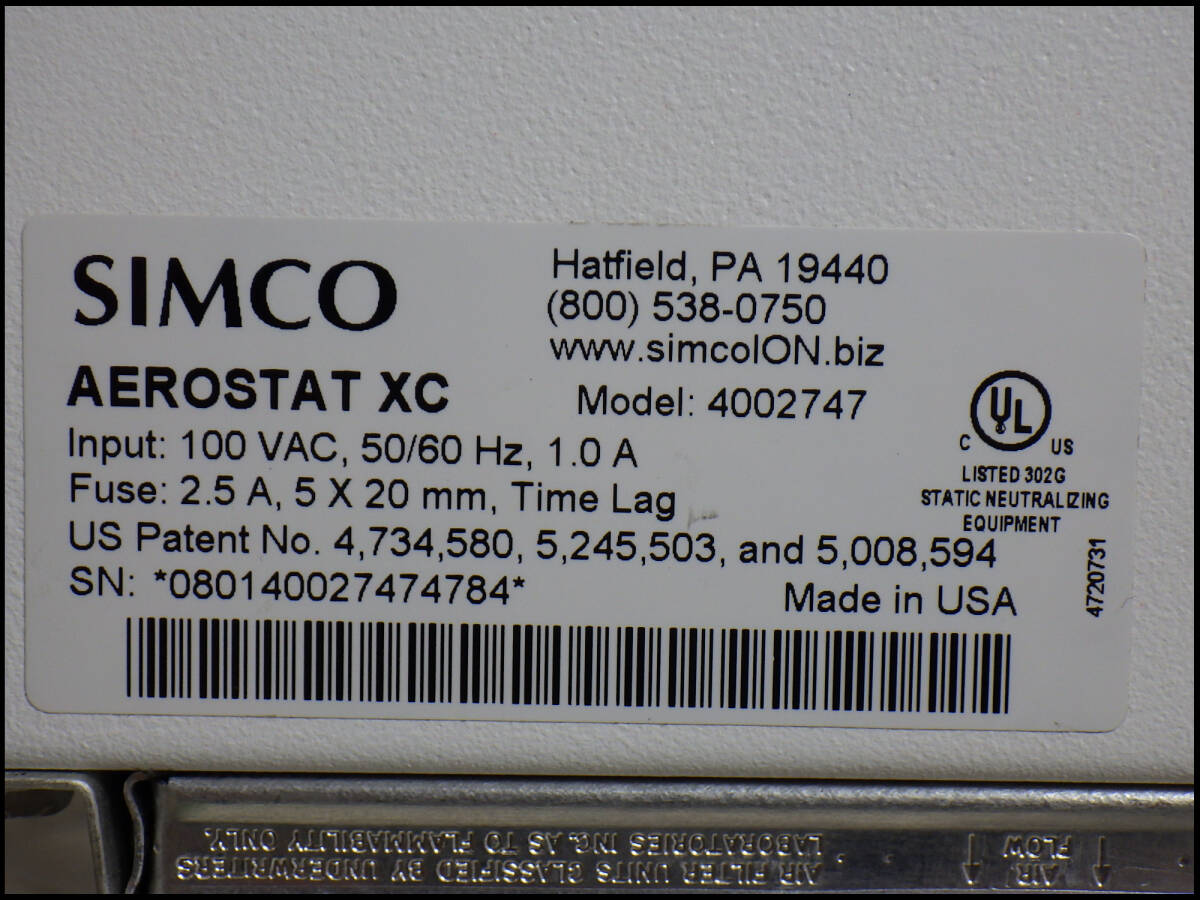 SIMCO
Hatfield, PA 19440
(800) 538-0750
www.simcoION.biz
AEROSTAT XC
Model: 4002747
Input: 100 VAC, 50/60 Hz, 1.0 A
Fuse: 2.5 A, 5 X 20 mm, Time Lag
US Patent No. 4,734,580, 5,245,503, and 5,008,594
SN: *080140027474784*
Made in USA
UL
C US
LISTED 302G
STATIC NEUTRALIZING
EQUIPMENT
4720731
AIR FILTER UNITS CLASSIFIED BY UNDERWRITERS
LABORATORIES INC. AS TO FLAMMABILITY ONLY.
AIR
FLOW